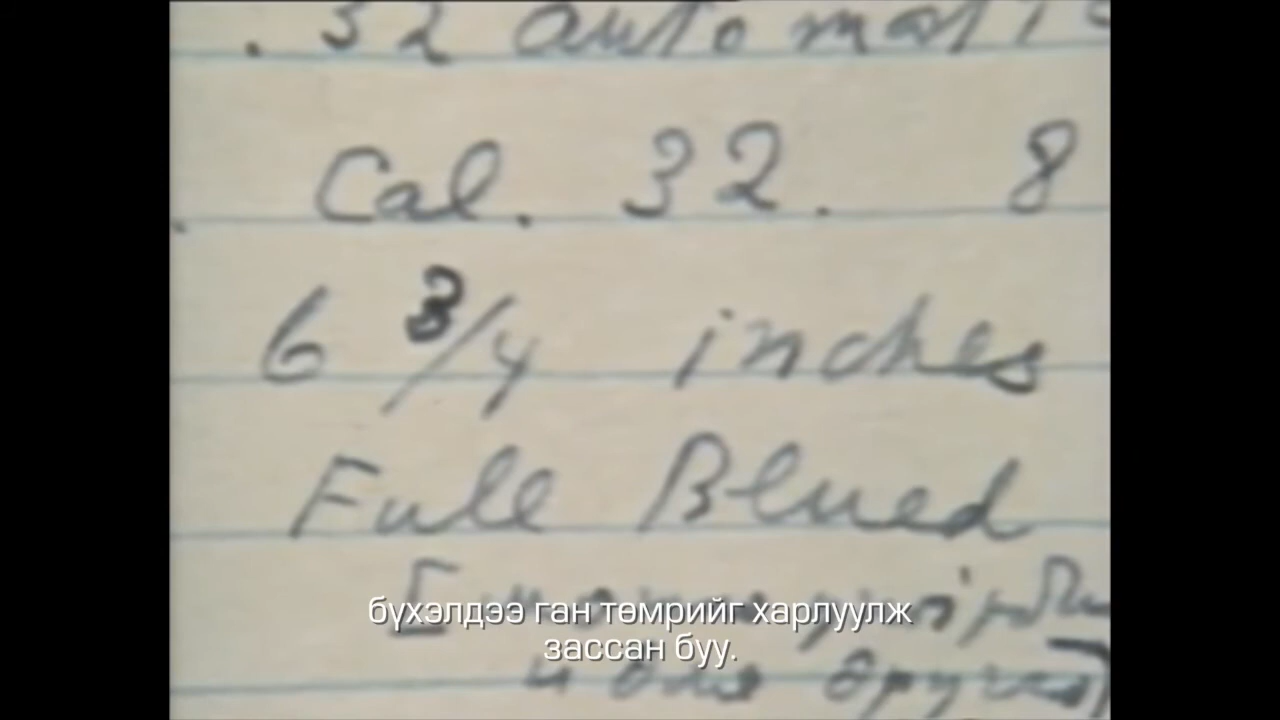 . 32 automatic
Cal. 32. 8
6 3/4 inches
Full Blued
бүхэлдээ ган төмрийг харлуулж
зассан буу.